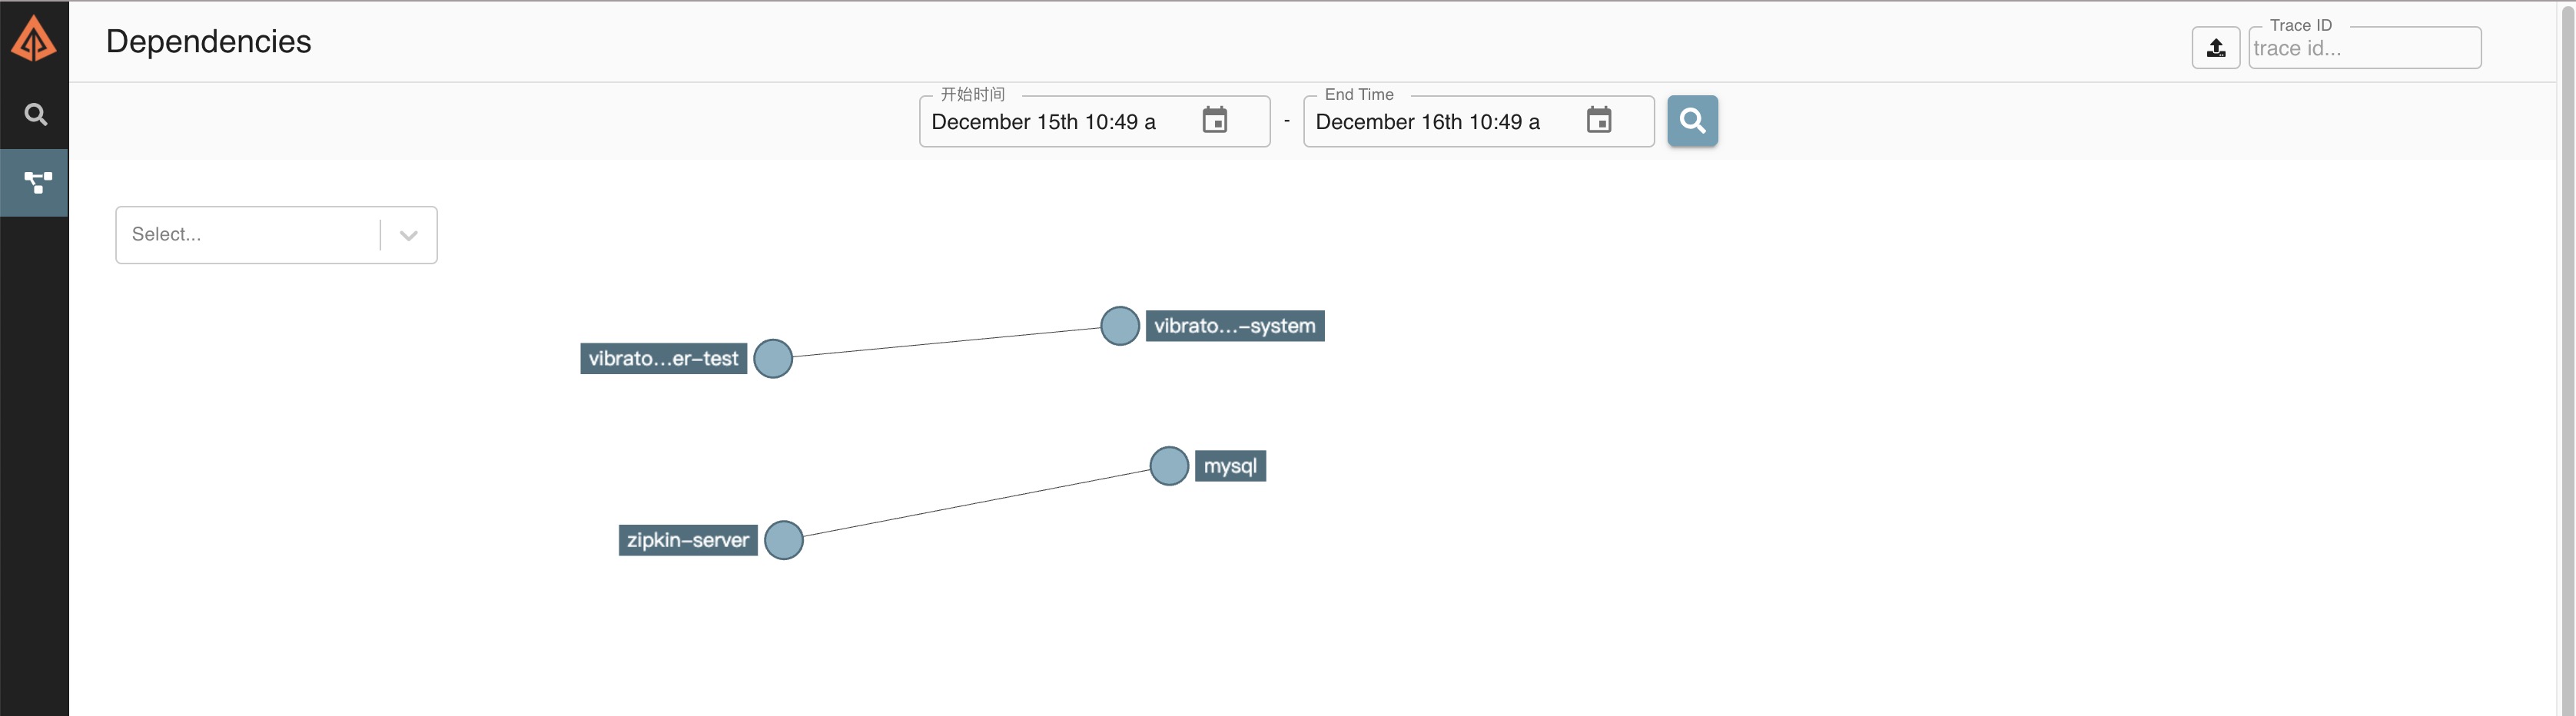 Dependencies
Trace ID
trace id...
开始时间
December 15th 10:49 a
-
End Time
December 16th 10:49 a
Select...
vibrato...-system
vibrato...er-test
mysql
zipkin-server